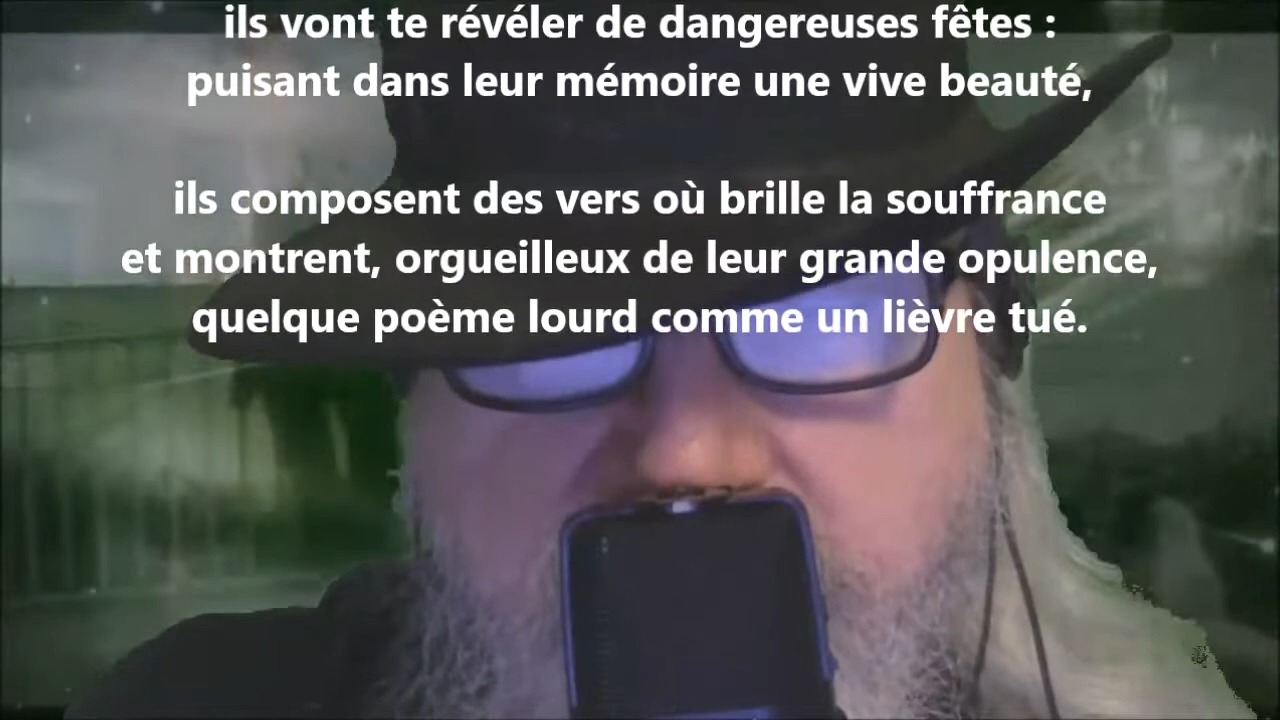 ils vont te révéler de dangereuses fêtes :
puisant dans leur mémoire une vive beauté,
ils composent des vers où brille la souffrance
et montrent, orgueilleux de leur grande opulence,
quelque poème lourd comme un lièvre tué.